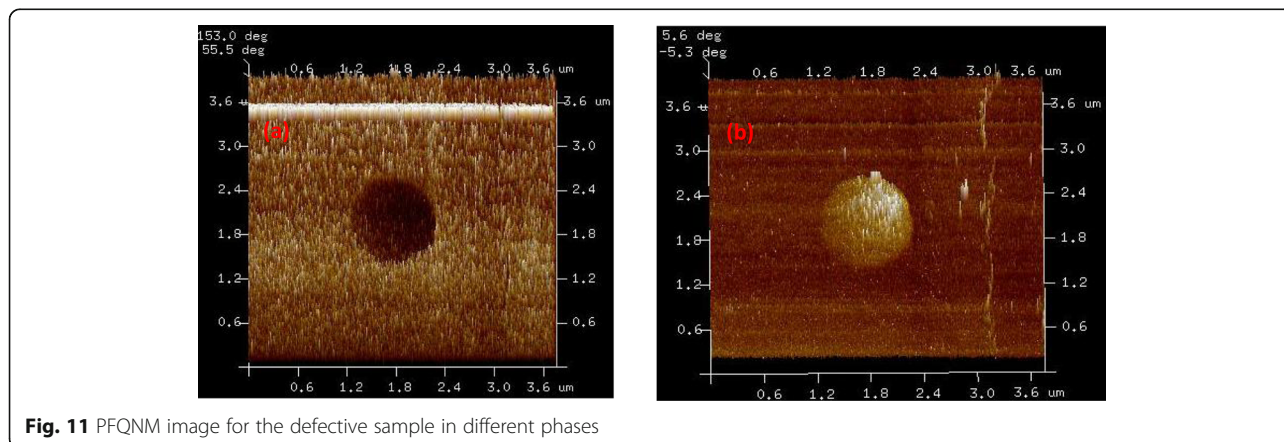 153.0 deg
55.5 deg
0.6 1.2 1.8 2.4 3.0 3.6 um
3.6 u
3.6 um
(a)
3.0
3.0
2.4
2.4
1.8
1.8
1.2
1.2
0.6
0.6
0.6 1.2 1.8 2.4 3.0 3.6 um
5.6 deg
-5.3 deg
0.6 1.2 1.8 2.4 3.0 3.6 um
3.6 u
3.6 um
(b)
3.0
3.0
2.4
2.4
1.8
1.8
1.2
1.2
0.6
0.6
0.6 1.2 1.8 2.4 3.0 3.6 um
Fig. 11 PFQNM image for the defective sample in different phases